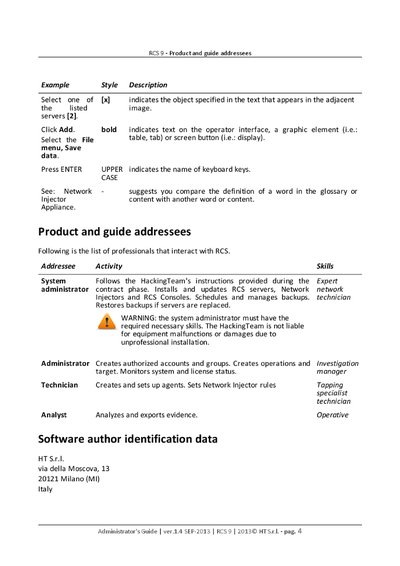 RCS 9 - Product and guide addressees
Example Style Description
Select one of the listed servers [2]. [x] indicates the object specified in the text that appears in the adjacent image.
Click Add.
Select the File menu, Save data. bold indicates text on the operator interface, a graphic element (i.e.: table, tab) or screen button (i.e.: display).
Press ENTER UPPER CASE indicates the name of keyboard keys.
See: Network Injector Appliance. - suggests you compare the definition of a word in the glossary or content with another word or content.
Product and guide addressees
Following is the list of professionals that interact with RCS.
Addressee Activity Skills
System administrator Follows the HackingTeam's instructions provided during the contract phase. Installs and updates RCS servers, Network Injectors and RCS Consoles. Schedules and manages backups. Restores backups if servers are replaced. Expert network technician
WARNING: the system administrator must have the
required necessary skills. The HackingTeam is not liable
for equipment malfunctions or damages due to
unprofessional installation.
Administrator Creates authorized accounts and groups. Creates operations and target. Monitors system and license status. Investigation manager
Technician Creates and sets up agents. Sets Network Injector rules Tapping specialist technician
Analyst Analyzes and exports evidence. Operative
Software author identification data
HT S.r.l.
via della Moscova, 13
20121 Milano (MI)
Italy
Administrator's Guide | ver.1.4 SEP-2013 | RCS 9 | 2013© HT S.r.l. - pag. 4